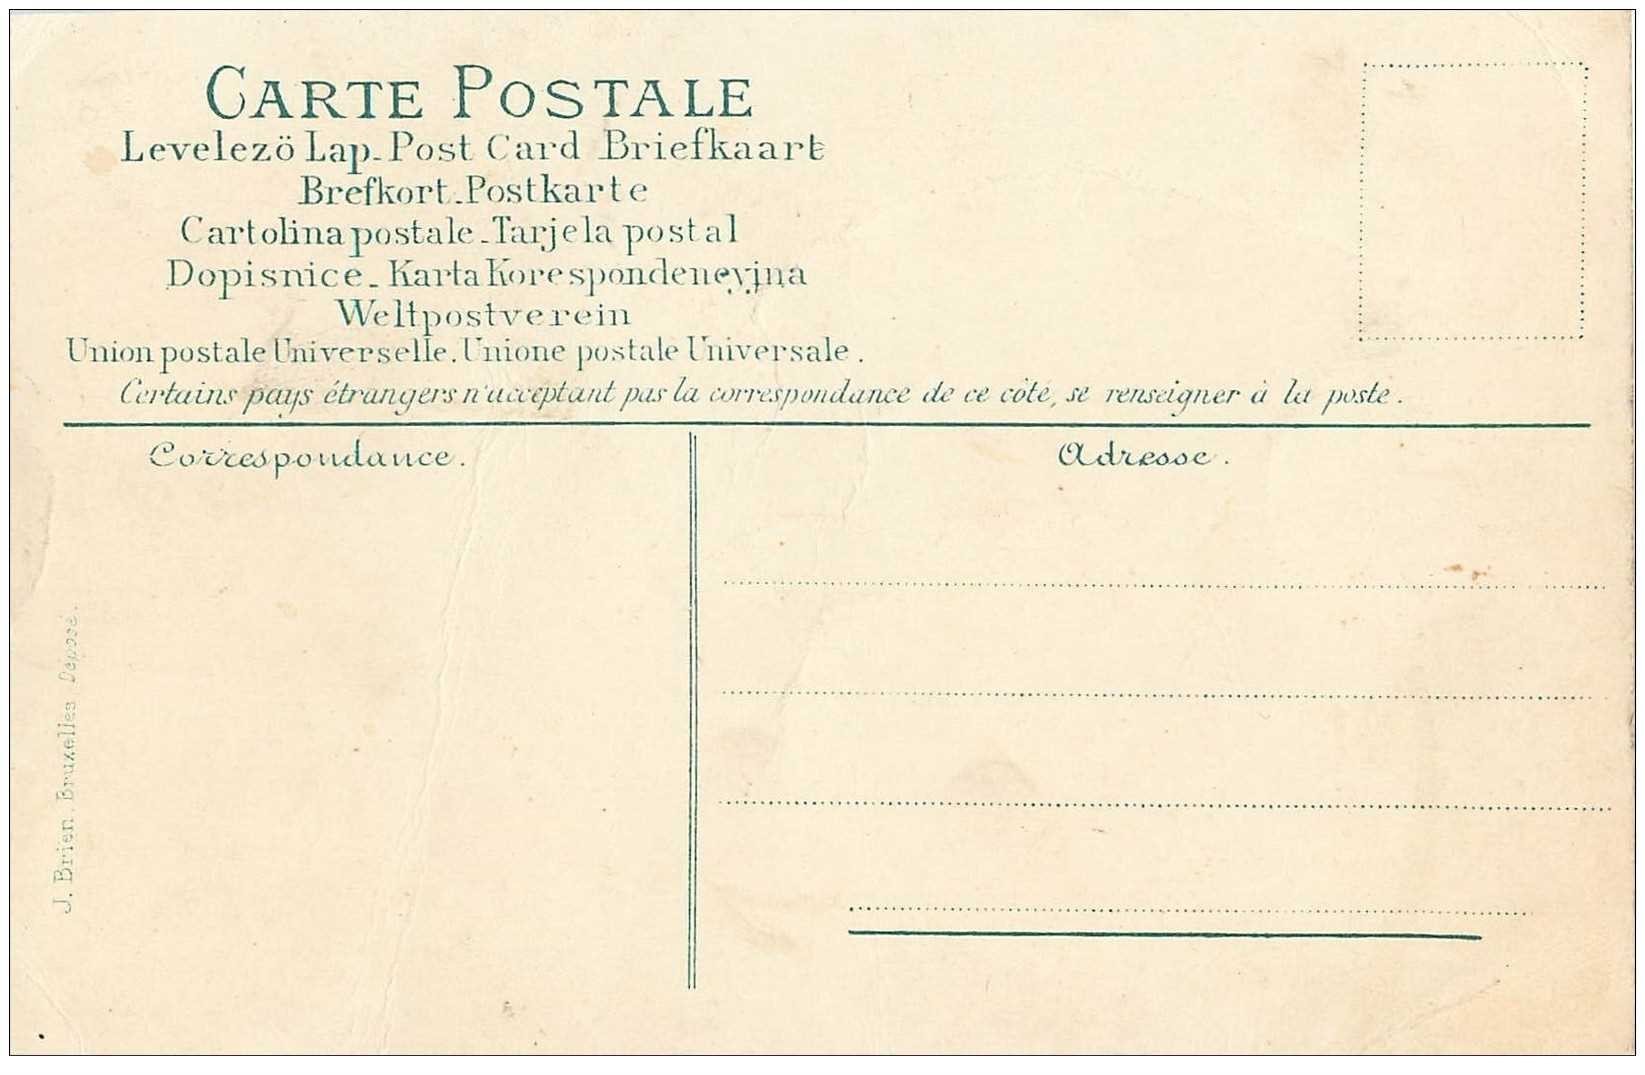 CARTE POSTALE
Levelezö Lap-Post Card Briefkaart
Brefkort-Postkarte
Cartolina postale-Tarjela postal
Dopisnice-Karta Korespondeneyjna
Weltpostverein
Union postale Universelle. Unione postale Universale.
Certains pays étrangers n'acceptant pas la correspondance de ce côté, se renseigner à la poste.
Correspondance.
Adresse.
J. Brien. Bruxelles Déposé.